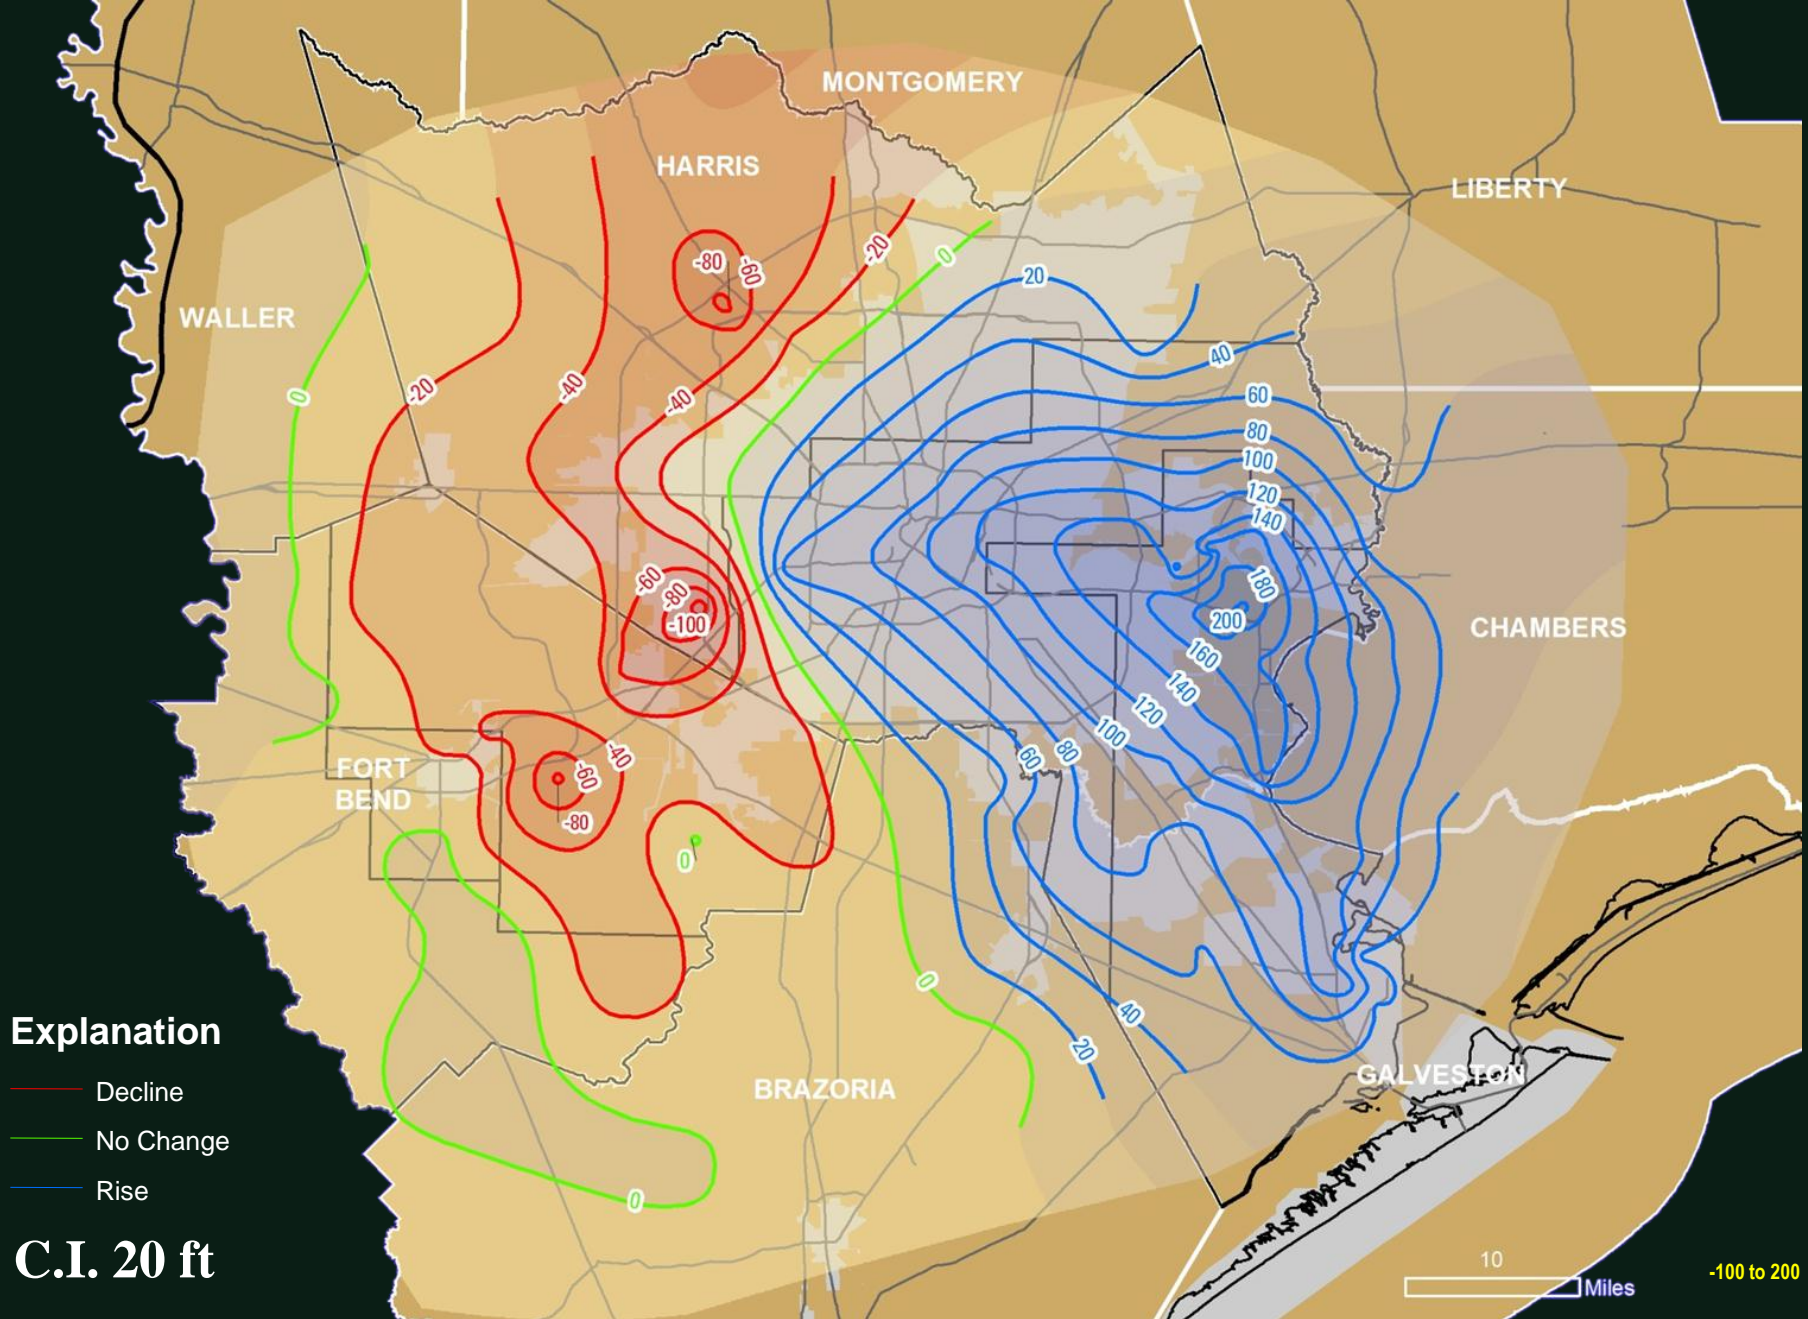 MONTGOMERY
HARRIS
LIBERTY
-20
0
-80
-60
20
WALLER
40
-20
-40
-40
60
0
80
100
120
140
-60
-80
180
-100
200
CHAMBERS
160
140
120
100
80
60
-40
FORT
BEND
-60
-80
0
0
40
20
GALVESTON
BRAZORIA
0
Explanation
Decline
No Change
Rise
C.I. 20 ft
10
Miles
-100 to 200